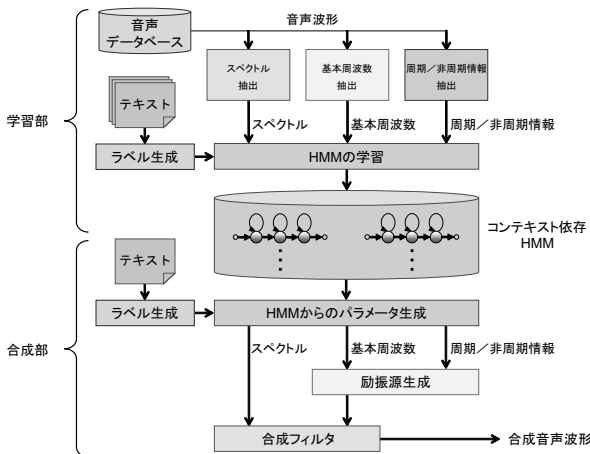 音声
データベース
音声波形
スペクトル
抽出
基本周波数
抽出
周期／非周期情報
抽出
学習部
テキスト
スペクトル
基本周波数
周期／非周期情報
ラベル生成
HMMの学習
コンテキスト依存
HMM
テキスト
ラベル生成
HMMからのパラメータ生成
合成部
スペクトル
基本周波数
周期／非周期情報
励振源生成
合成フィルタ
合成音声波形